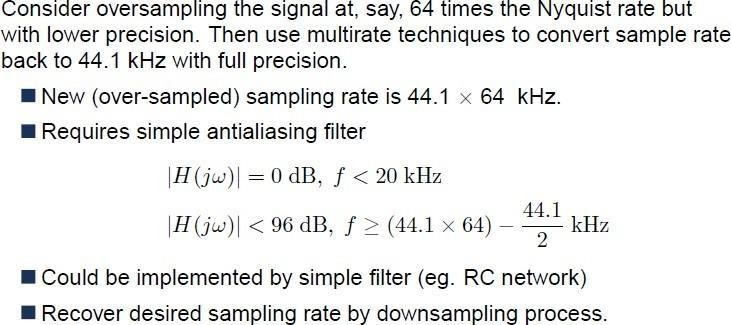 Consider oversampling the signal at, say, 64 times the Nyquist rate but
with lower precision. Then use multirate techniques to convert sample rate
back to 44.1 kHz with full precision.
■ New (over-sampled) sampling rate is 44.1 × 64 kHz.
■ Requires simple antialiasing filter
|H(jω)| = 0 dB, f < 20 kHz
|H(jω)| < 96 dB, f ≥ (44.1 × 64) − 44.1/2 kHz
■ Could be implemented by simple filter (eg. RC network)
■ Recover desired sampling rate by downsampling process.